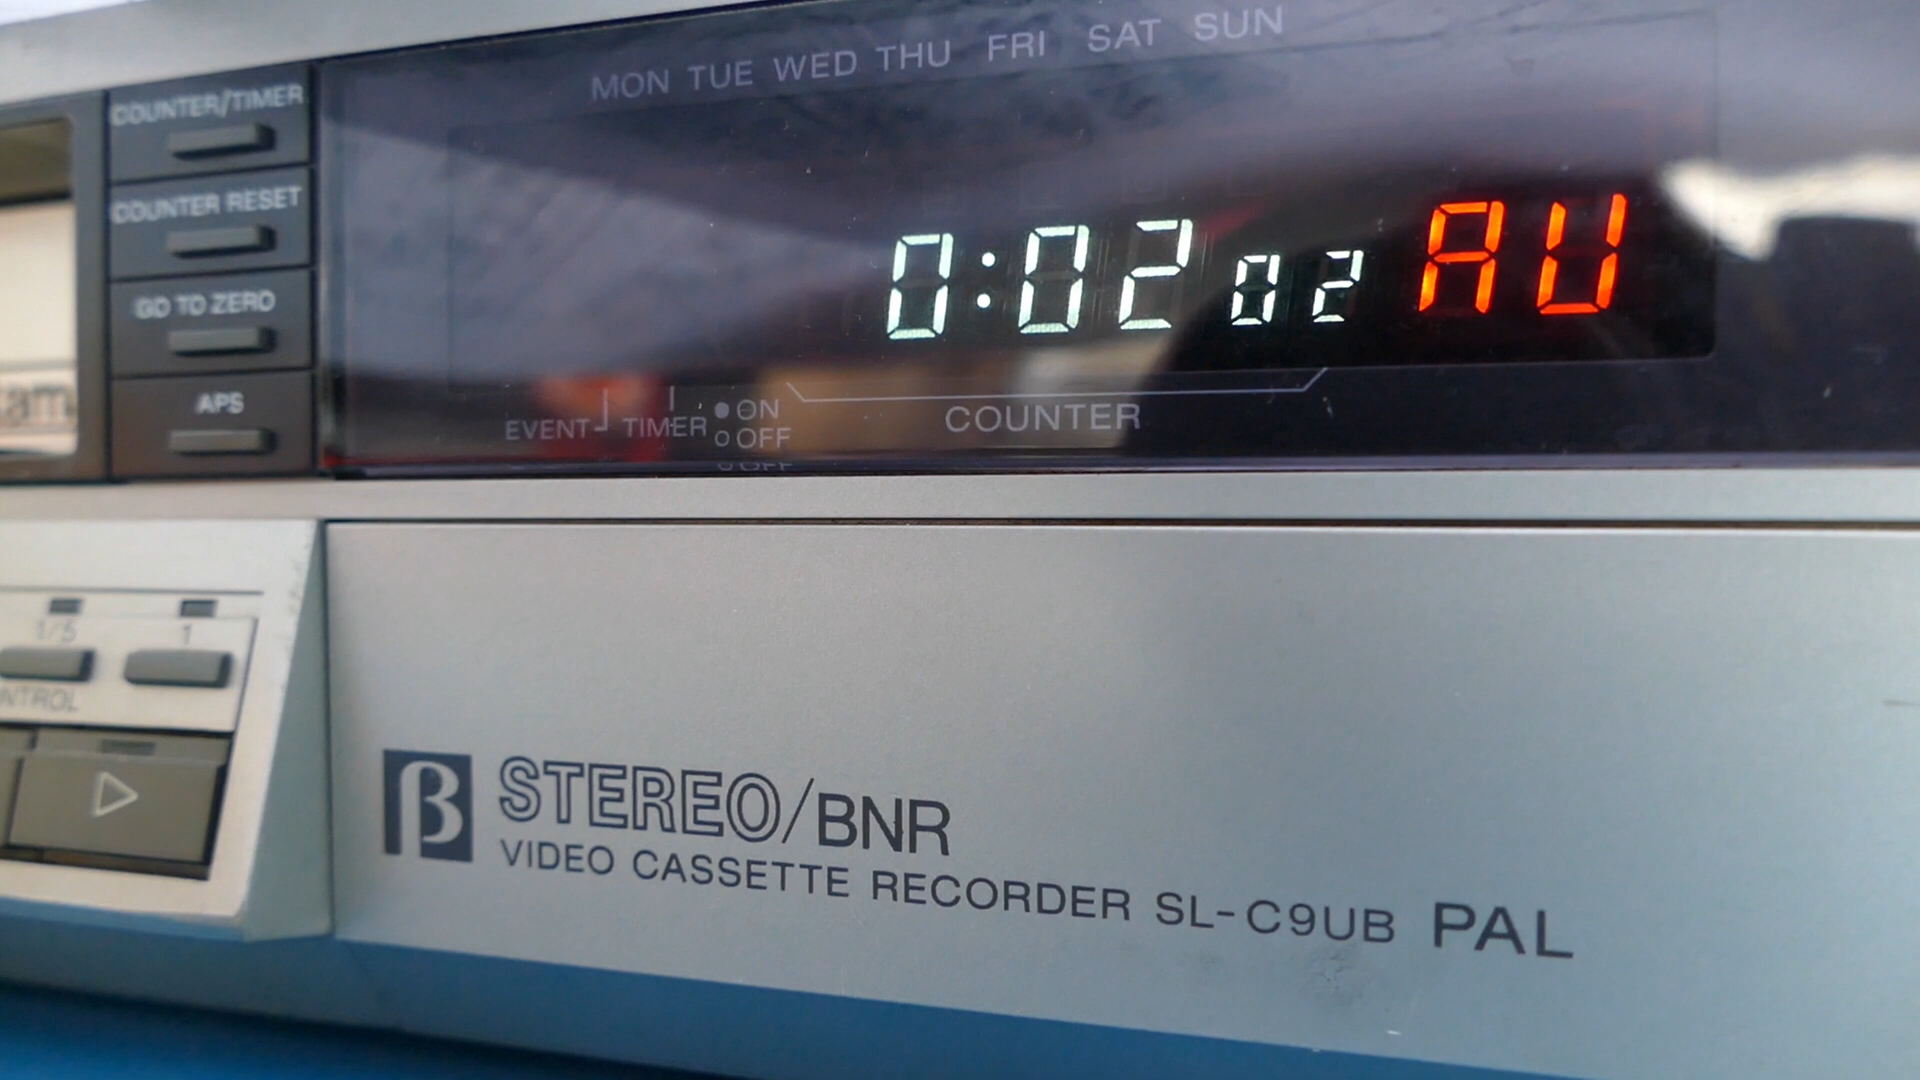 MON TUE WED THU FRI SAT SUN
COUNTER/TIMER
COUNTER RESET
GO TO ZERO
APS
0:02 02 AU
EVENT TIMER ● ON
○ OFF
COUNTER
1/5 1
β STEREO/BNR
VIDEO CASSETTE RECORDER SL-C9UB PAL